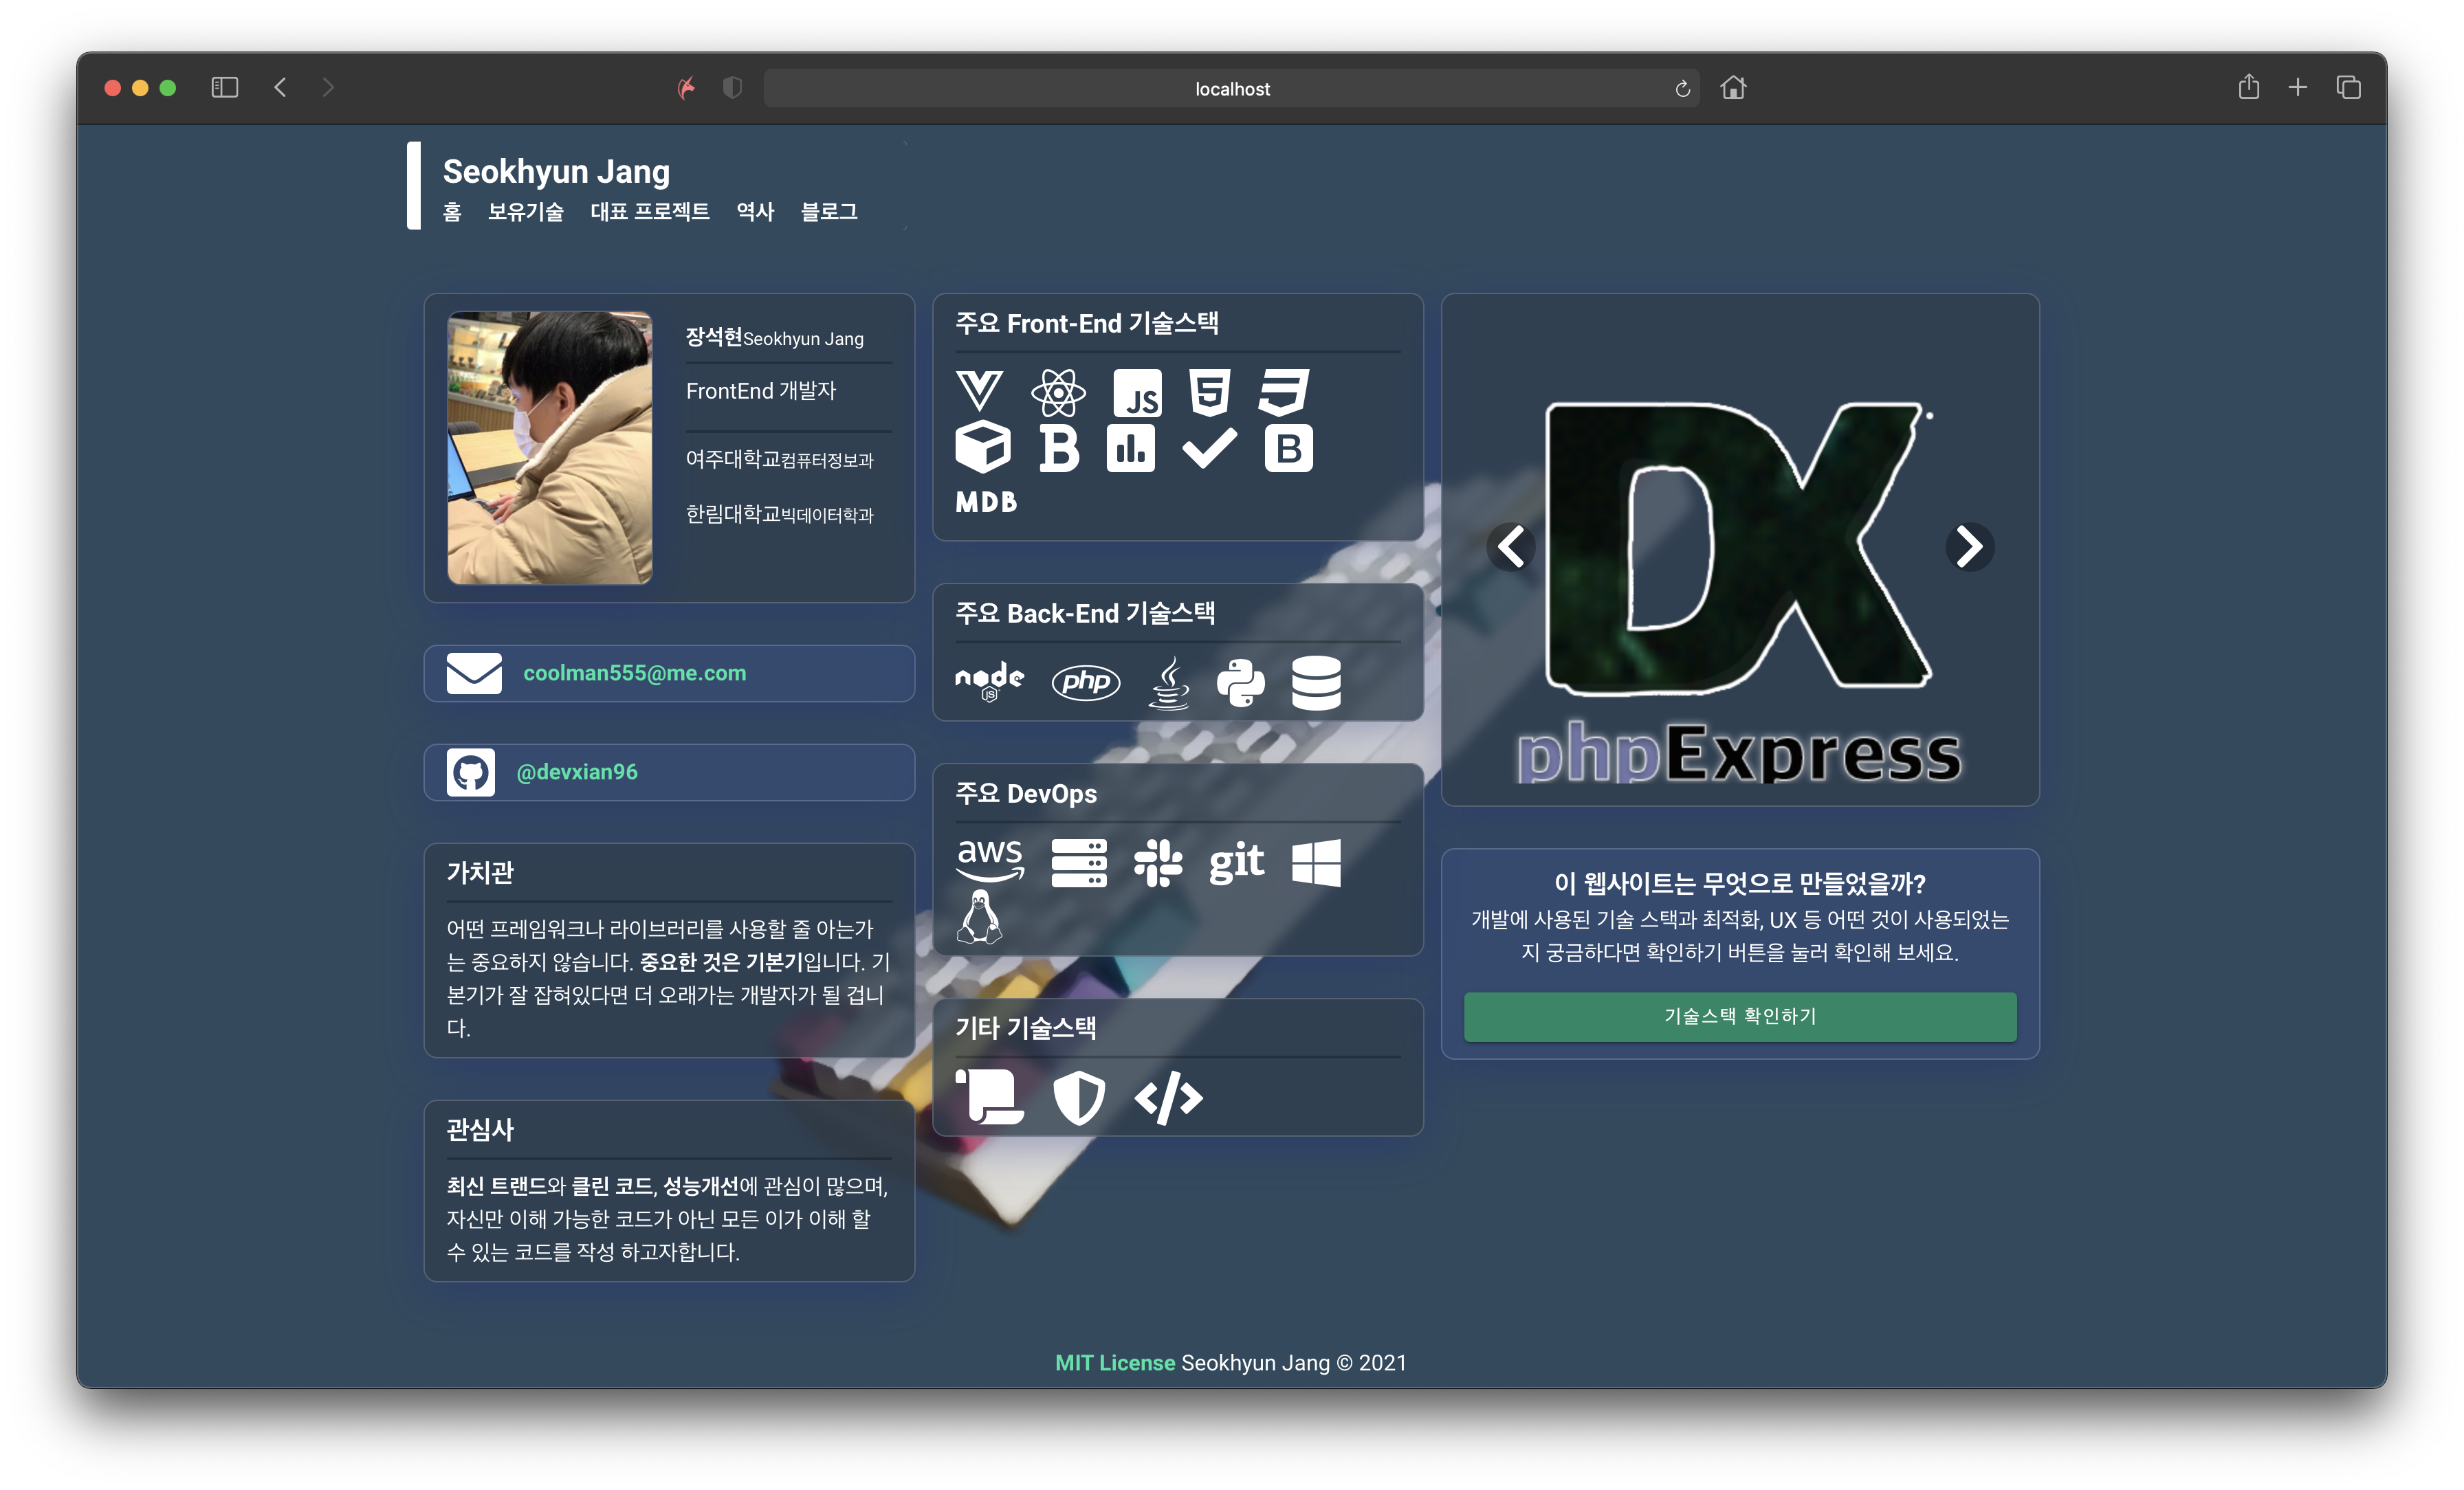 localhost
Seokhyun Jang
홈 보유기술 대표 프로젝트 역사 블로그
장석현Seokhyun Jang
FrontEnd 개발자
여주대학교컴퓨터정보과
한림대학교빅데이터학과
coolman555@me.com
@devxian96
가치관
어떤 프레임워크나 라이브러리를 사용할 줄 아는가
는 중요하지 않습니다. 중요한 것은 기본기입니다. 기
본기가 잘 잡혀있다면 더 오래가는 개발자가 될 겁니
다.
관심사
최신 트랜드와 클린 코드, 성능개선에 관심이 많으며,
자신만 이해 가능한 코드가 아닌 모든 이가 이해 할
수 있는 코드를 작성 하고자합니다.
주요 Front-End 기술스택
JS
5
B
B
MDB
주요 Back-End 기술스택
node
JS
php
주요 DevOps
aws
git
기타 기술스택
DX
phpExpress
이 웹사이트는 무엇으로 만들었을까?
개발에 사용된 기술 스택과 최적화, UX 등 어떤 것이 사용되었는
지 궁금하다면 확인하기 버튼을 눌러 확인해 보세요.
기술스택 확인하기
MIT License Seokhyun Jang © 2021